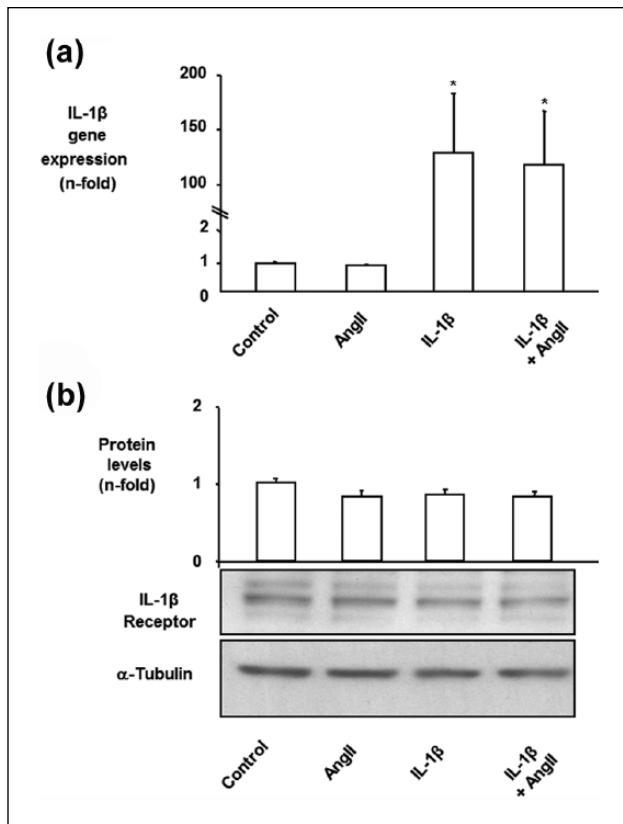 (a)
IL-1β
gene
expression
(n-fold)
200
150
100
2
1
0
*
*
Control
AngII
IL-1β
IL-1β
+ AngII
(b)
Protein
levels
(n-fold)
2
1
0
IL-1β
Receptor
α-Tubulin
Control
AngII
IL-1β
IL-1β
+ AngII